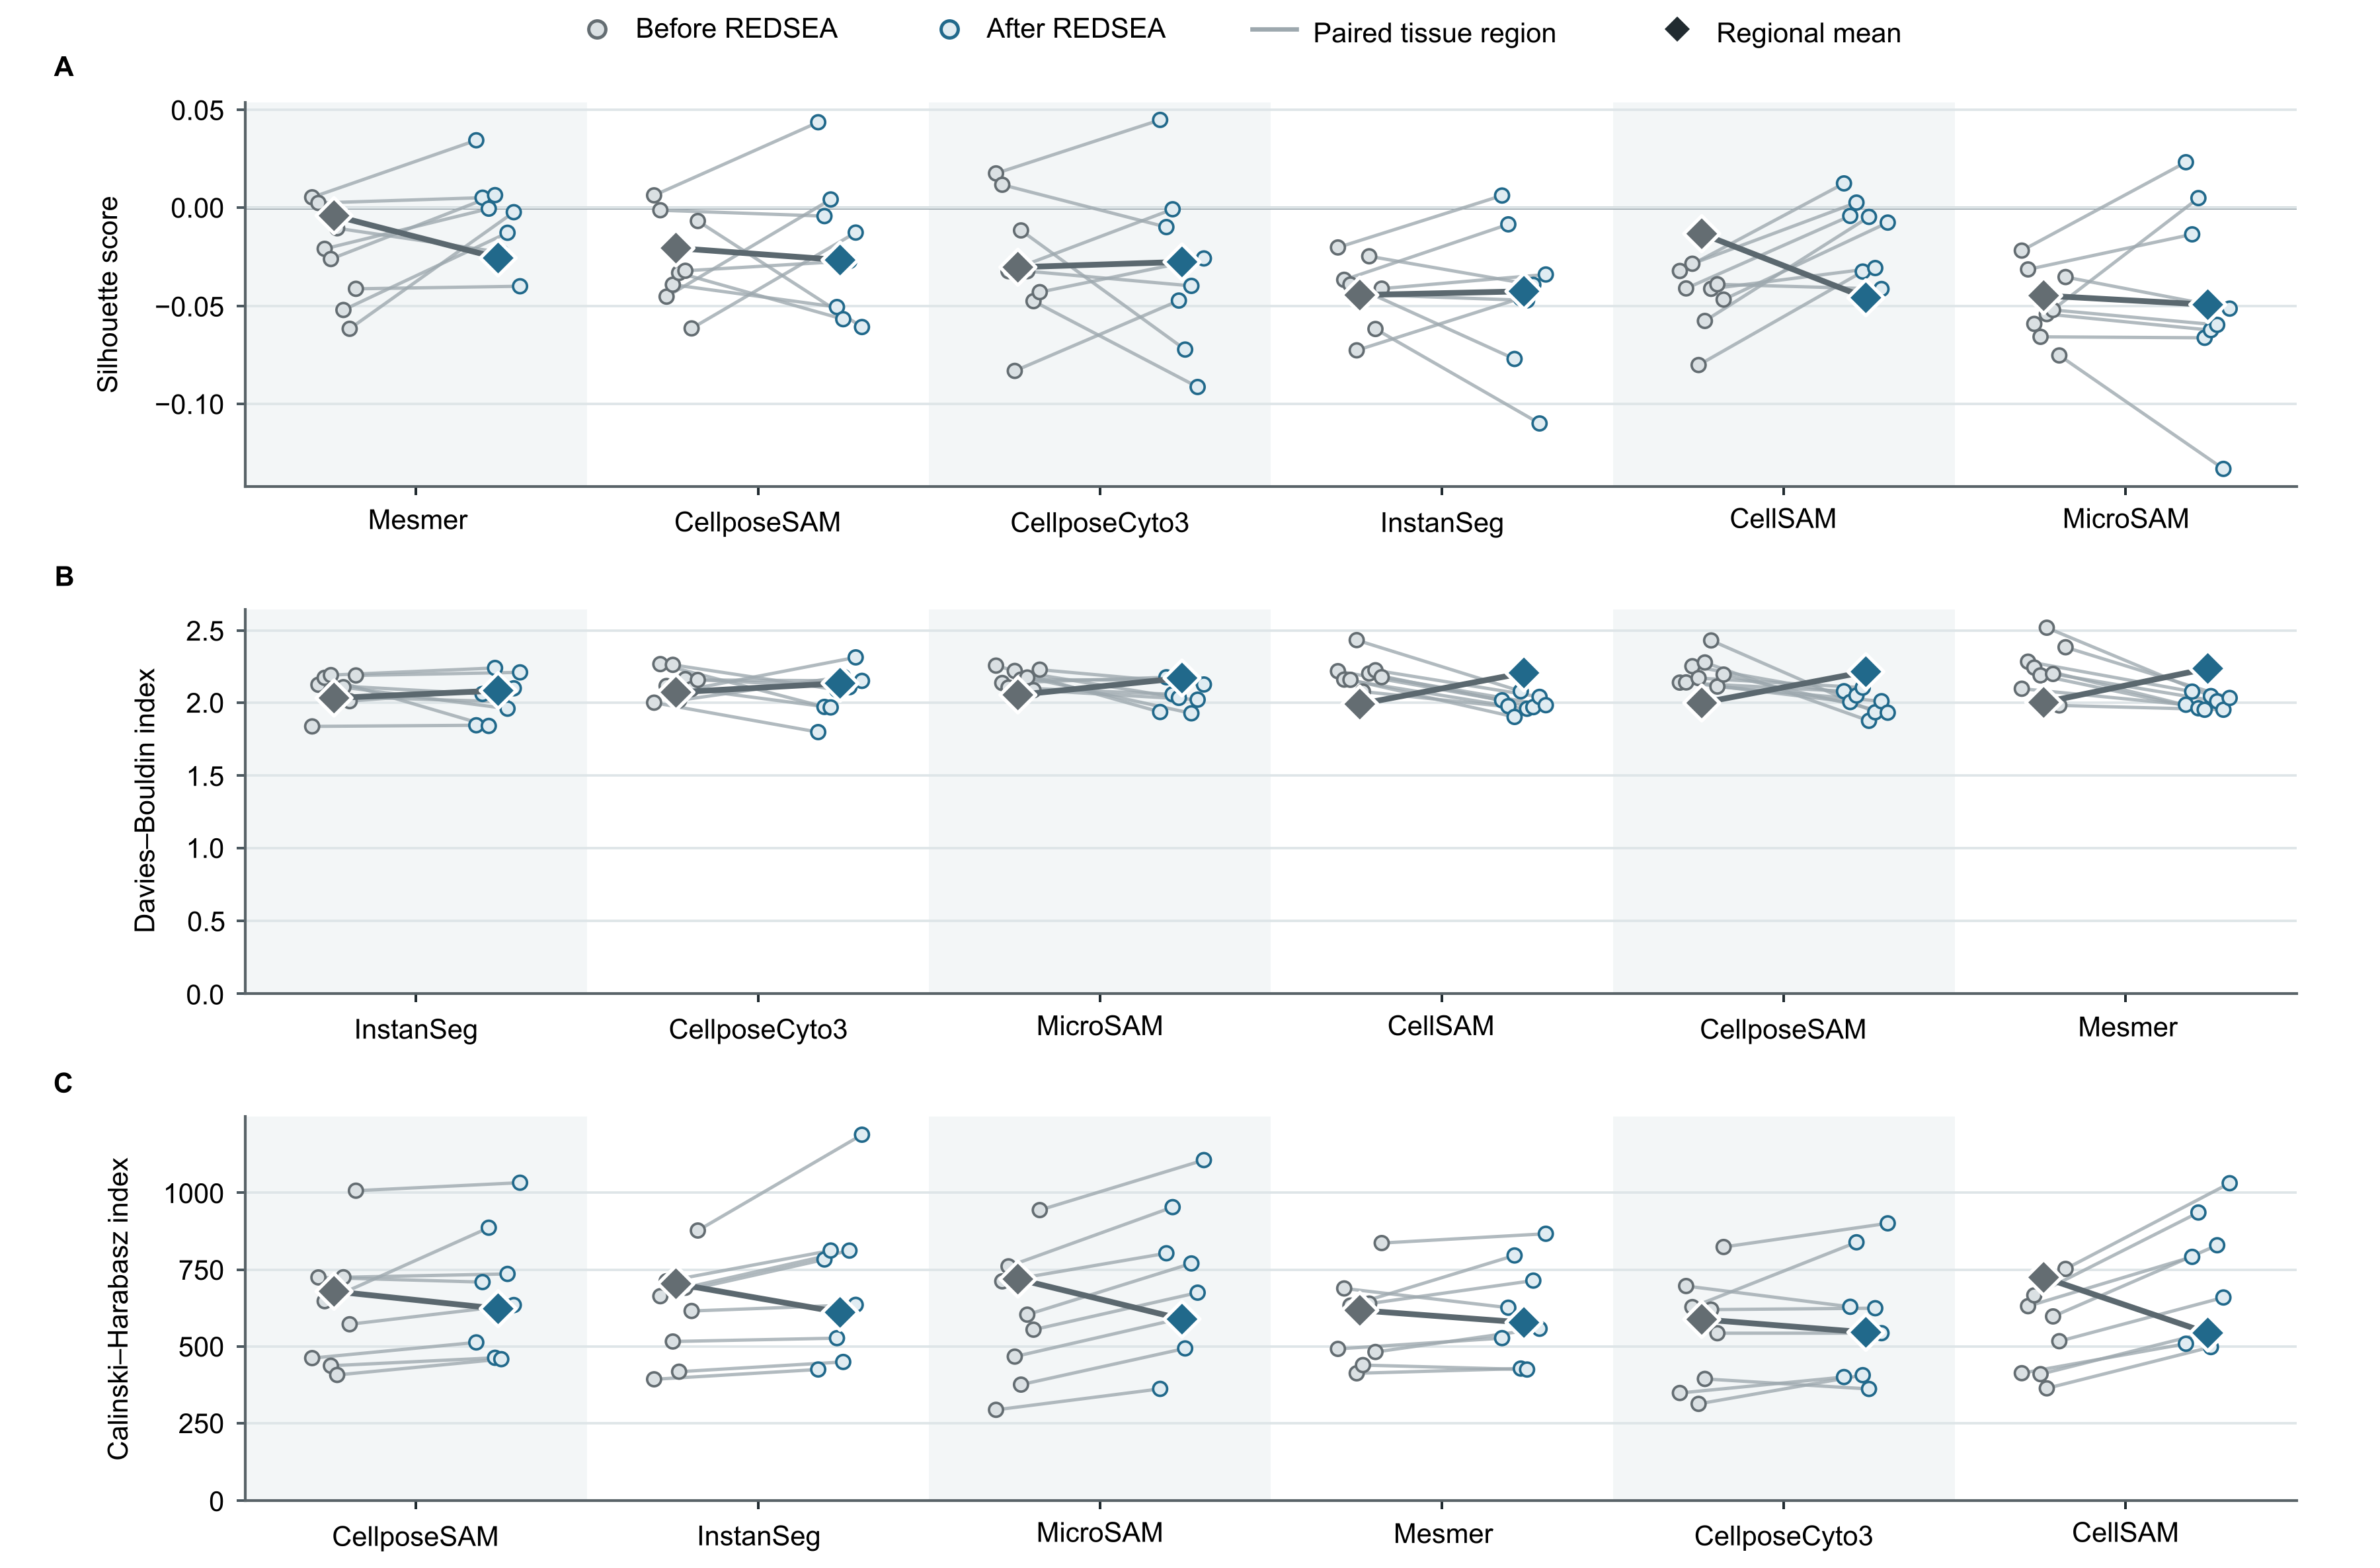 Before REDSEA After REDSEA Paired tissue region Regional mean
A
Silhouette score
0.05
0.00
−0.05
−0.10
Mesmer CellposeSAM CellposeCyto3 InstanSeg CellSAM MicroSAM
B
Davies–Bouldin index
2.5
2.0
1.5
1.0
0.5
0.0
InstanSeg CellposeCyto3 MicroSAM CellSAM CellposeSAM Mesmer
C
Calinski–Harabasz index
1000
750
500
250
0
CellposeSAM InstanSeg MicroSAM Mesmer CellposeCyto3 CellSAM